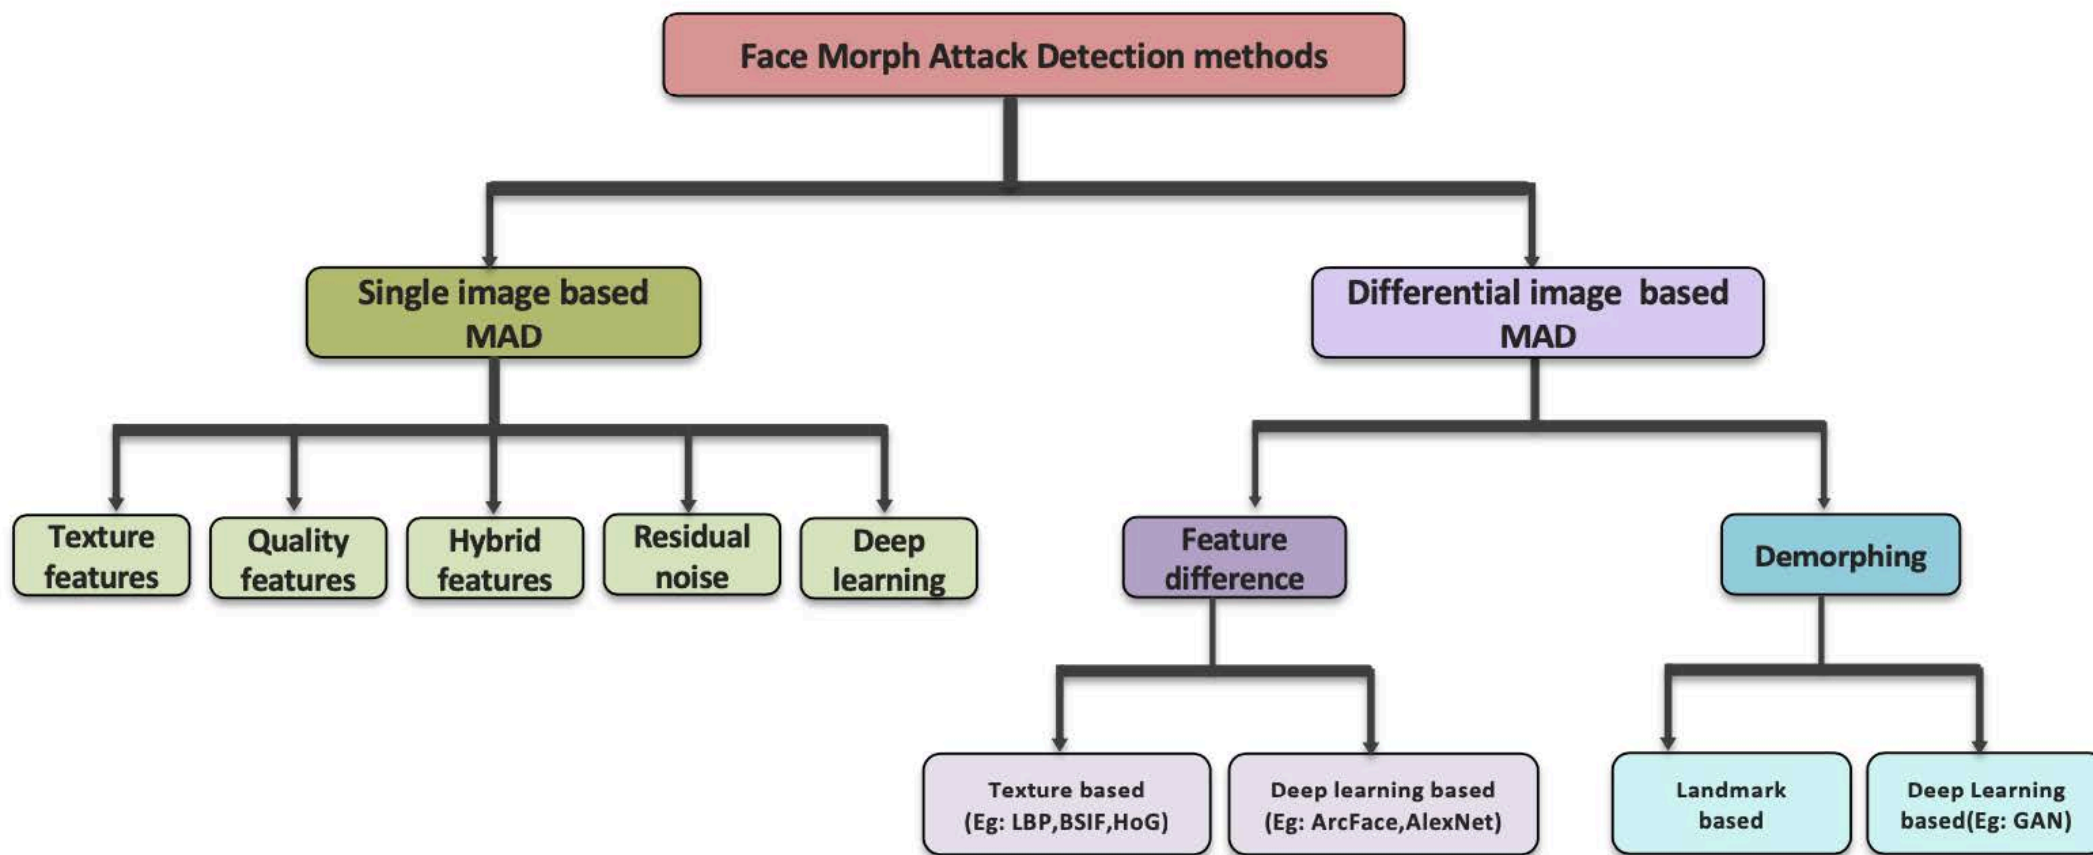 Face Morph Attack Detection methods
Single image based
MAD
Differential image based
MAD
Texture
features
Quality
features
Hybrid
features
Residual
noise
Deep
learning
Feature
difference
Demorphing
Texture based
(Eg: LBP,BSIF,HoG)
Deep learning based
(Eg: ArcFace,AlexNet)
Landmark
based
Deep Learning
based(Eg: GAN)